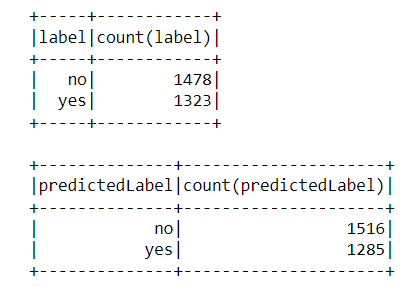 +-----+------------+
|label|count(label)|
+-----+------------+
|   no|        1478|
|  yes|        1323|
+-----+------------+
+--------------+---------------------+
|predictedLabel|count(predictedLabel)|
+--------------+---------------------+
|            no|                 1516|
|           yes|                 1285|
+--------------+---------------------+